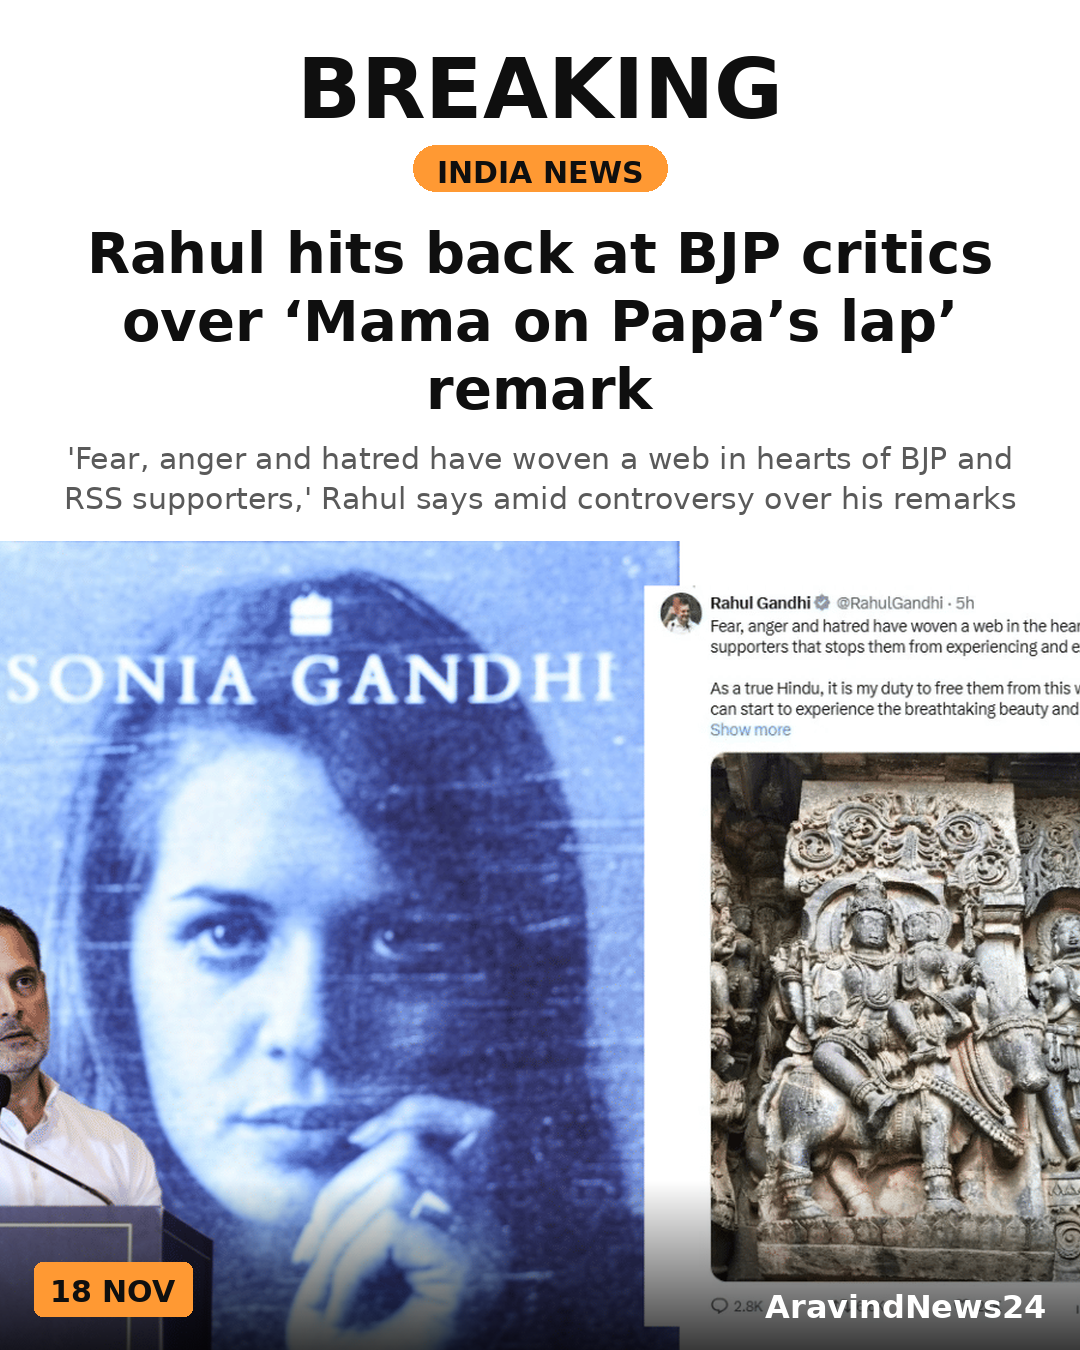 BREAKING
INDIA NEWS
Rahul hits back at BJP critics
over ‘Mama on Papa’s lap’
remark
'Fear, anger and hatred have woven a web in hearts of BJP and
RSS supporters,' Rahul says amid controversy over his remarks
SONIA GANDHI
Rahul Gandhi @RahulGandhi · 5h
Fear, anger and hatred have woven a web in the
supporters that stops them from experiencing and
As a true Hindu, it is my duty to free them from this
can start to experience the breathtaking beauty and
Show more
2.8K
18 NOV
AravindNews24